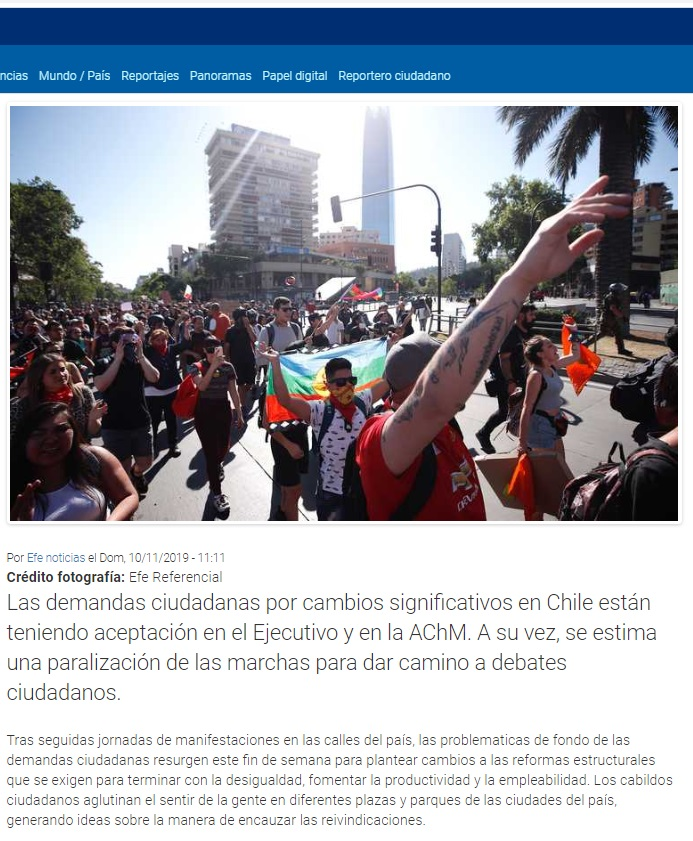 ncias Mundo / País Reportajes Panoramas Papel digital Reportero ciudadano
Por Efe noticias el Dom, 10/11/2019 - 11:11
Crédito fotografía: Efe Referencial
Las demandas ciudadanas por cambios significativos en Chile están
teniendo aceptación en el Ejecutivo y en la AChM. A su vez, se estima
una paralización de las marchas para dar camino a debates
ciudadanos.
Tras seguidas jornadas de manifestaciones en las calles del país, las problematicas de fondo de las
demandas ciudadanas resurgen este fin de semana para plantear cambios a las reformas estructurales
que se exigen para terminar con la desigualdad, fomentar la productividad y la empleabilidad. Los cabildos
ciudadanos aglutinan el sentir de la gente en diferentes plazas y parques de las ciudades del país,
generando ideas sobre la manera de encauzar las reivindicaciones.